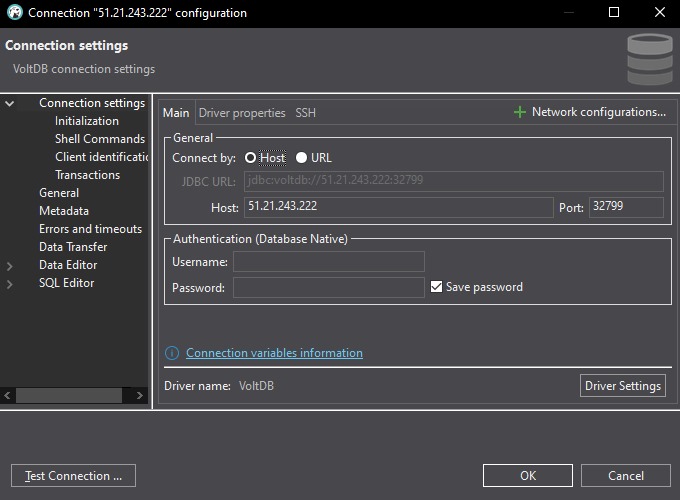 Connection "51.21.243.222" configuration
Connection settings
VoltDB connection settings
Connection settings
Initialization
Shell Commands
Client identificatio
Transactions
General
Metadata
Errors and timeouts
Data Transfer
Data Editor
SQL Editor
Main Driver properties SSH Network configurations...
General
Connect by: Host URL
JDBC URL: jdbc:voltdb://51.21.243.222:32799
Host: 51.21.243.222 Port: 32799
Authentication (Database Native)
Username:
Password: Save password
Connection variables information
Driver name: VoltDB Driver Settings
Test Connection ... OK Cancel